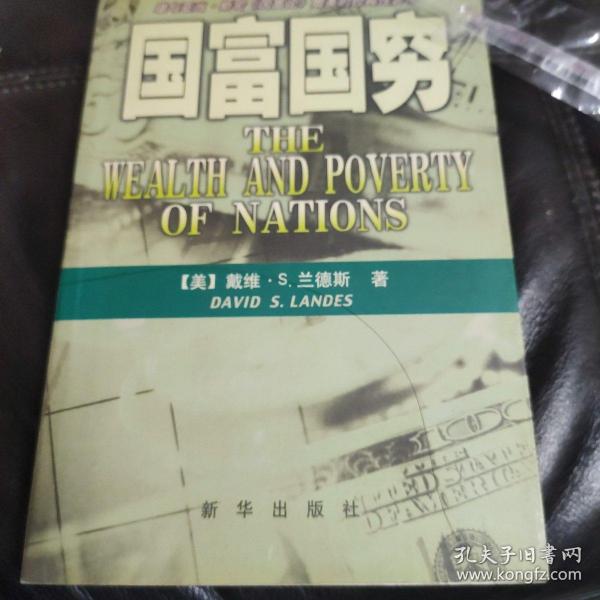 国富国穷
THE
WEALTH AND POVERTY
OF NATIONS
【美】戴维·S.兰德斯 著
DAVID S. LANDES
新华出版社
孔夫子旧书网
www.kongfz.com